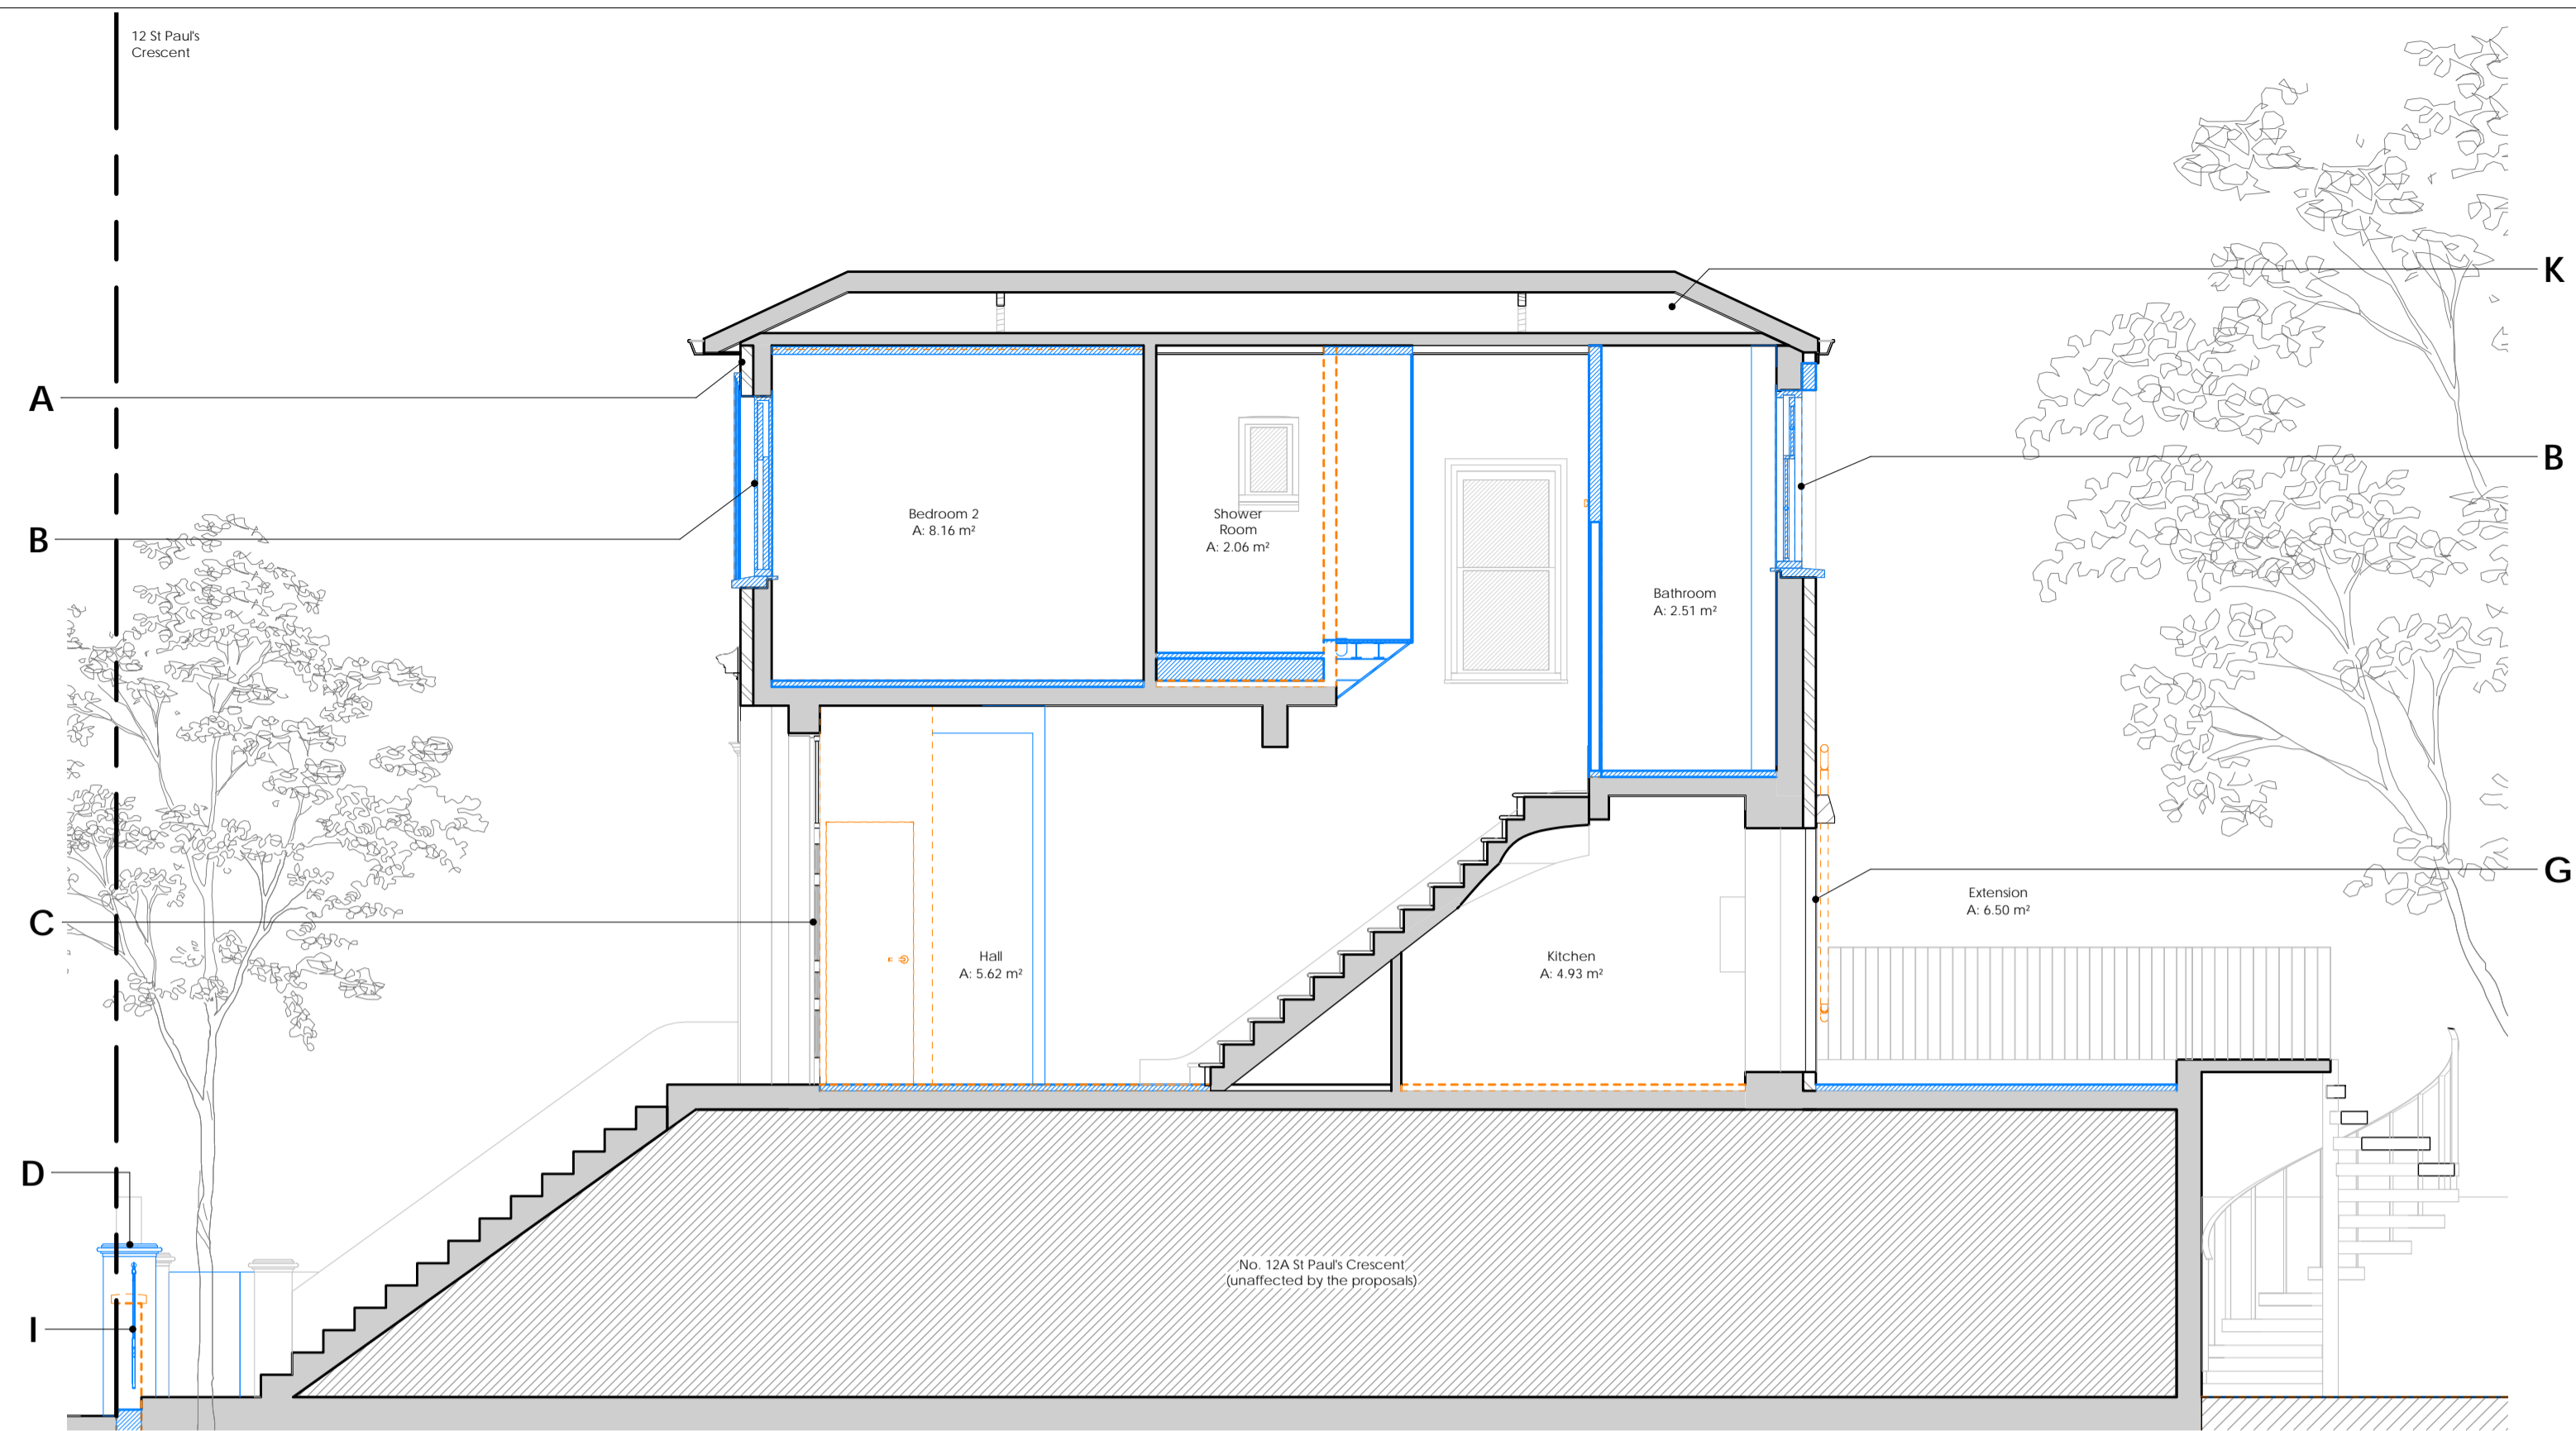 12 St Paul's
Crescent
K
A
B
B
Bedroom 2
A: 8.16 m²
Shower
Room
A: 2.06 m²
Bathroom
A: 2.51 m²
G
Extension
A: 6.50 m²
C
Hall
A: 5.62 m²
Kitchen
A: 4.93 m²
D
No. 12A St Paul's Crescent
(unaffected by the proposals)
I